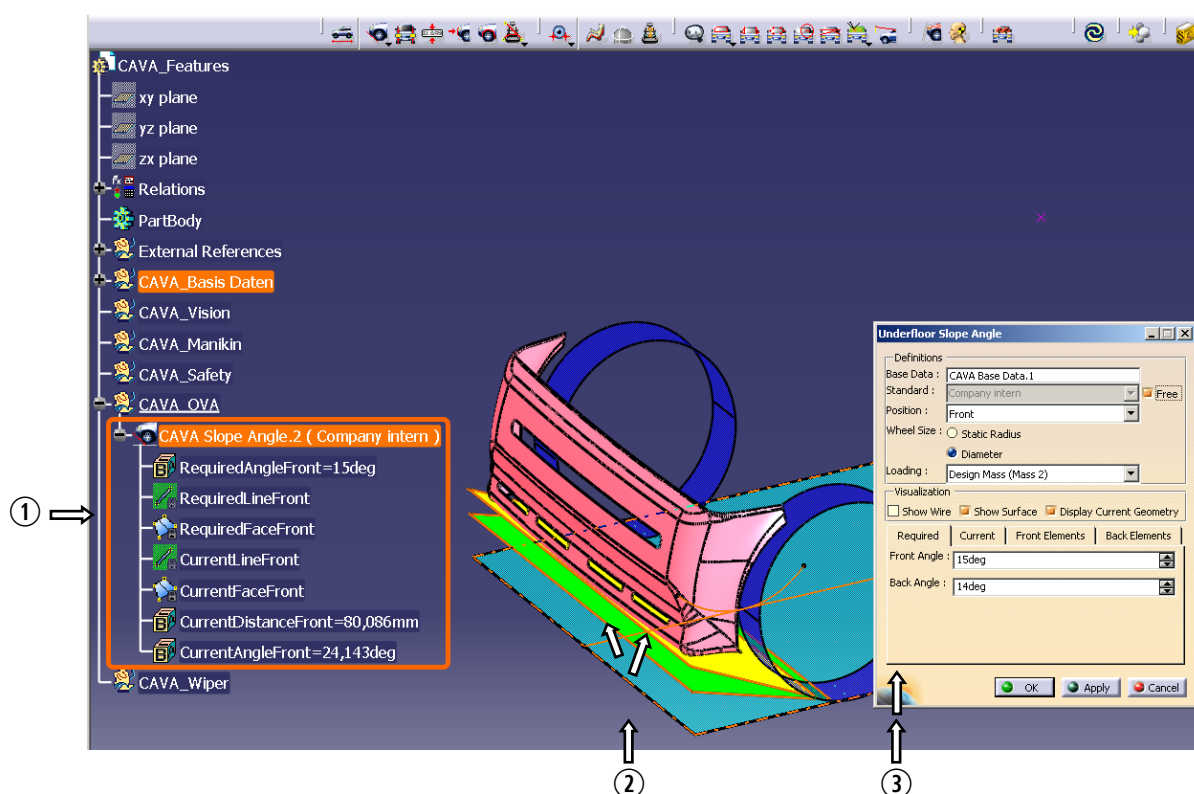 CAVA_Features
xy plane
yz plane
zx plane
Relations
PartBody
External References
CAVA_Basis Daten
CAVA_Vision
CAVA_Manikin
CAVA_Safety
CAVA_OVA
CAVA Slope Angle.2 ( Company intern )
RequiredAngleFront=15deg
RequiredLineFront
RequiredFaceFront
CurrentLineFront
CurrentFaceFront
CurrentDistanceFront=80,086mm
CurrentAngleFront=24,143deg
CAVA_Wiper
①
②
③
Underfloor Slope Angle
Definitions
Base Data : CAVA Base Data.1
Standard : Company intern Free
Position : Front
Wheel Size : Static Radius
Diameter
Loading : Design Mass (Mass 2)
Visualization
Show Wire Show Surface Display Current Geometry
Required Current Front Elements Back Elements
Front Angle : 15deg
Back Angle : 14deg
OK Apply Cancel